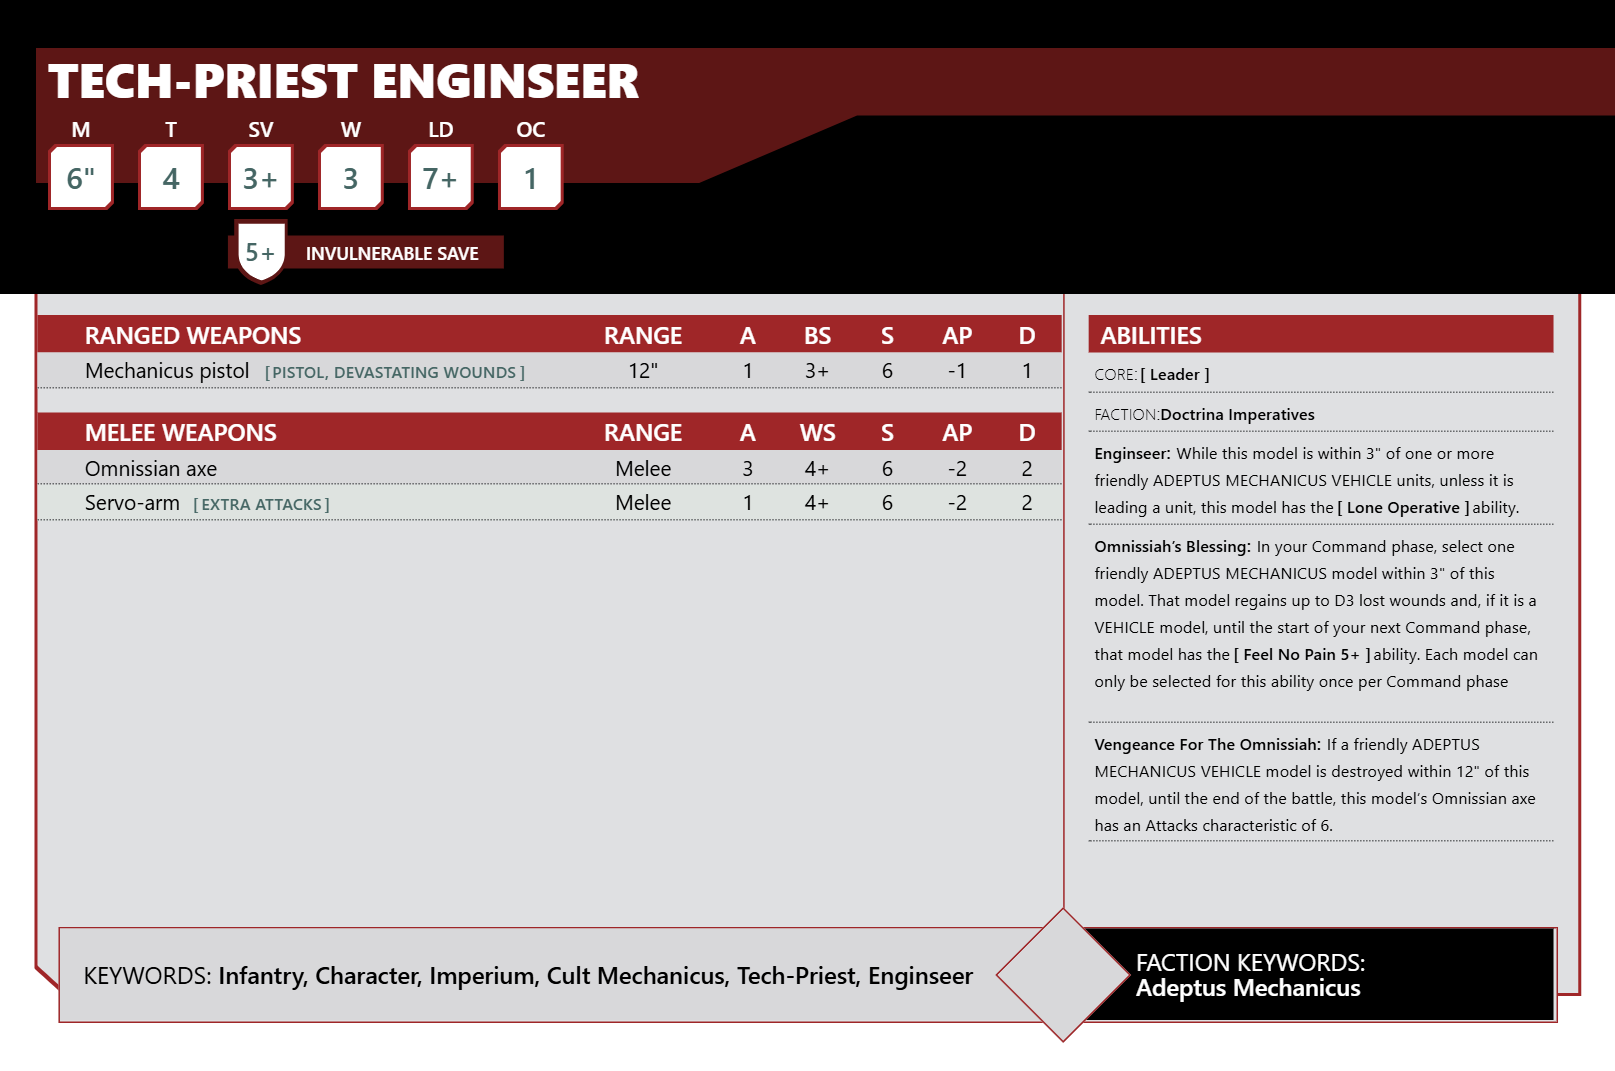 TECH-PRIEST ENGINSEER
M T SV W LD OC
6" 4 3+ 3 7+ 1
5+ INVULNERABLE SAVE
RANGED WEAPONS RANGE A BS S AP D
Mechanicus pistol [ PISTOL, DEVASTATING WOUNDS ] 12" 1 3+ 6 -1 1
MELEE WEAPONS RANGE A WS S AP D
Omnissian axe Melee 3 4+ 6 -2 2
Servo-arm [ EXTRA ATTACKS ] Melee 1 4+ 6 -2 2
ABILITIES
CORE: [ Leader ]
FACTION:Doctrina Imperatives
Enginseer: While this model is within 3" of one or more
friendly ADEPTUS MECHANICUS VEHICLE units, unless it is
leading a unit, this model has the [ Lone Operative ] ability.
Omnissiah’s Blessing: In your Command phase, select one
friendly ADEPTUS MECHANICUS model within 3" of this
model. That model regains up to D3 lost wounds and, if it is a
VEHICLE model, until the start of your next Command phase,
that model has the [ Feel No Pain 5+ ] ability. Each model can
only be selected for this ability once per Command phase
Vengeance For The Omnissiah: If a friendly ADEPTUS
MECHANICUS VEHICLE model is destroyed within 12" of this
model, until the end of the battle, this model’s Omnissian axe
has an Attacks characteristic of 6.
KEYWORDS: Infantry, Character, Imperium, Cult Mechanicus, Tech-Priest, Enginseer
FACTION KEYWORDS:
Adeptus Mechanicus